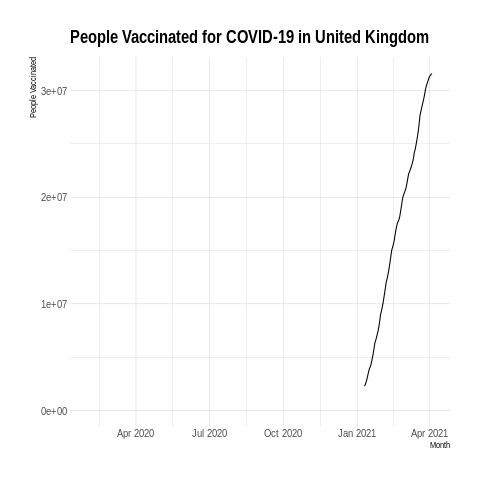 People Vaccinated for COVID-19 in United Kingdom
People Vaccinated
3e+07
2e+07
1e+07
0e+00
Apr 2020 Jul 2020 Oct 2020 Jan 2021 Apr 2021
Month